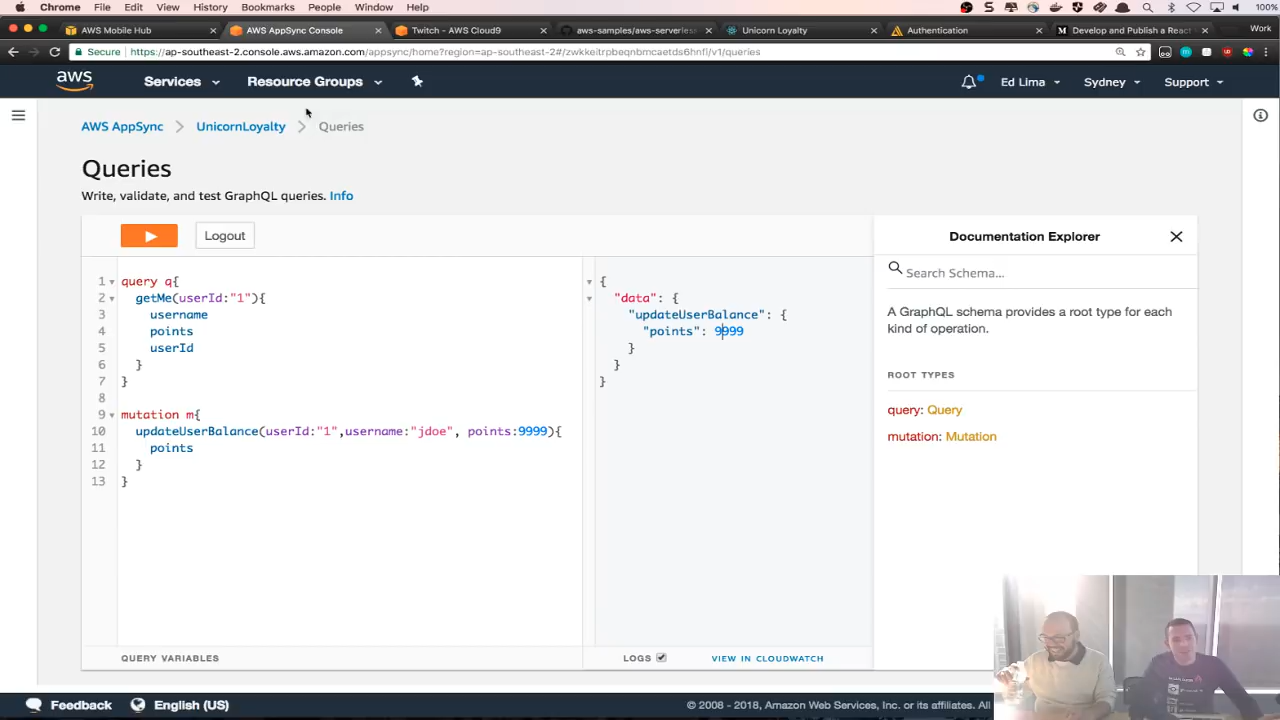 Chrome File Edit View History Bookmarks People Window Help 100%
AWS Mobile Hub AWS AppSync Console Twitch - AWS Cloud9 aws-samples/aws-serverles Unicorn Loyalty Authentication Develop and Publish a React Work
Secure https://ap-southeast-2.console.aws.amazon.com/appsync/home?region=ap-southeast-2#/zwkkeitrpbeqnbmcaetds6hnfi/v1/queries
aws Services Resource Groups Ed Lima Sydney Support
AWS AppSync UnicornLoyalty Queries
Queries
Write, validate, and test GraphQL queries. Info
Logout
1 query q{
2 getMe(userId:"1"){
3 username
4 points
5 userId
6 }
7 }
8
9 mutation m{
10 updateUserBalance(userId:"1",username:"jdoe", points:9999){
11 points
12 }
13 }
QUERY VARIABLES
{
"data": {
"updateUserBalance": {
"points": 9999
}
}
}
LOGS VIEW IN CLOUDWATCH
Documentation Explorer
Search Schema...
A GraphQL schema provides a root type for each
kind of operation.
ROOT TYPES
query: Query
mutation: Mutation
Feedback English (US) © 2008 - 2018, Amazon Web Services, Inc. or its affiliates. All